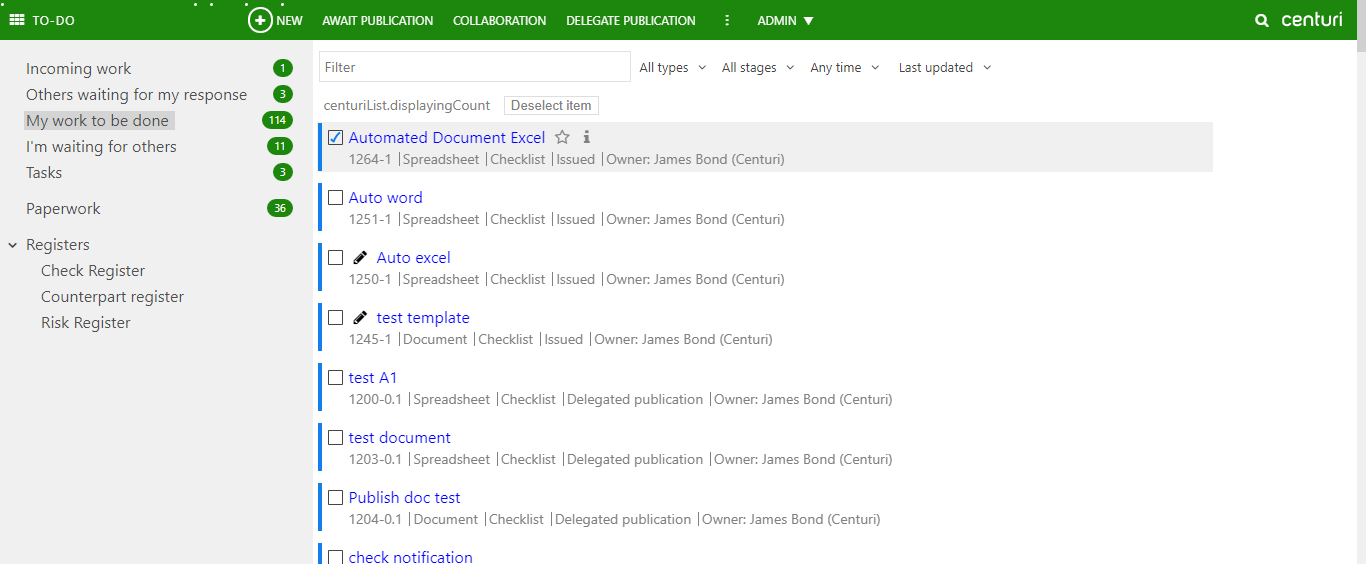 TO-DO NEW AWAIT PUBLICATION COLLABORATION DELEGATE PUBLICATION ADMIN centuri
Incoming work 1
Others waiting for my response 3
My work to be done 114
I'm waiting for others 11
Tasks 3
Paperwork 36
Registers
Check Register
Counterpart register
Risk Register
Filter All types All stages Any time Last updated
centuriList.displayingCount Deselect item
Automated Document Excel
1264-1 |Spreadsheet |Checklist |Issued |Owner: James Bond (Centuri)
Auto word
1251-1 |Spreadsheet |Checklist |Issued |Owner: James Bond (Centuri)
Auto excel
1250-1 |Spreadsheet |Checklist |Issued |Owner: James Bond (Centuri)
test template
1245-1 |Document |Checklist |Issued |Owner: James Bond (Centuri)
test A1
1200-0.1 |Spreadsheet |Checklist |Delegated publication |Owner: James Bond (Centuri)
test document
1203-0.1 |Spreadsheet |Checklist |Delegated publication |Owner: James Bond (Centuri)
Publish doc test
1204-0.1 |Document |Checklist |Delegated publication |Owner: James Bond (Centuri)
check notification